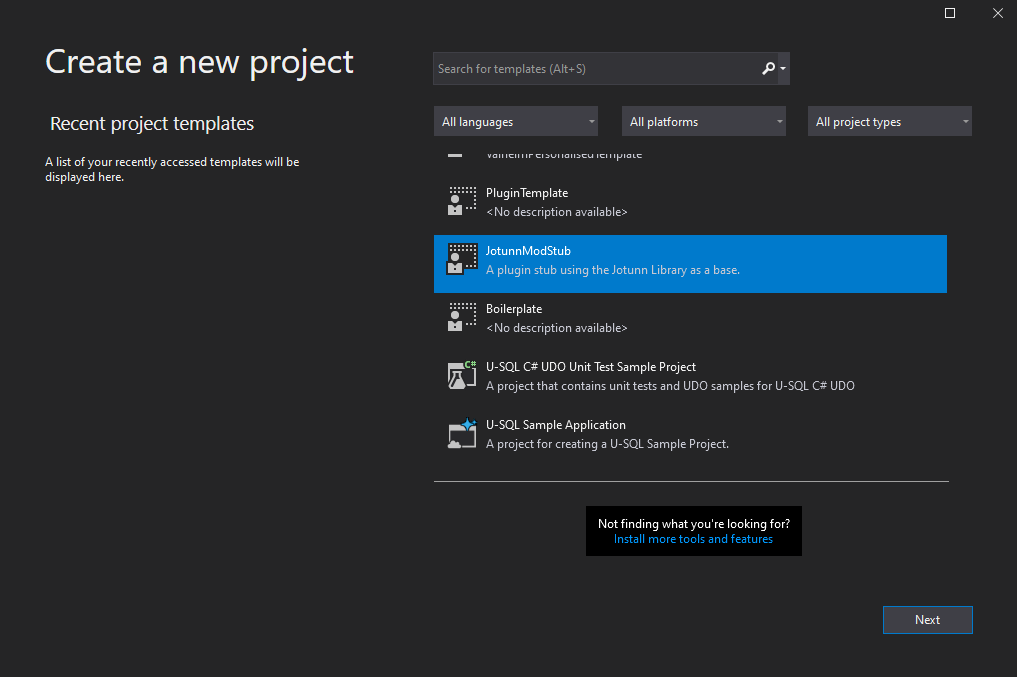 Create a new project
Recent project templates
A list of your recently accessed templates will be
displayed here.
Search for templates (Alt+S)
All languages
All platforms
All project types
ValheimPersonalisedTemplate
PluginTemplate
<No description available>
JotunnModStub
A plugin stub using the Jotunn Library as a base.
Boilerplate
<No description available>
C#
U-SQL C# UDO Unit Test Sample Project
A project that contains unit tests and UDO samples for U-SQL C# UDO
U-SQL Sample Application
A project for creating a U-SQL Sample Project.
Not finding what you're looking for?
Install more tools and features
Next